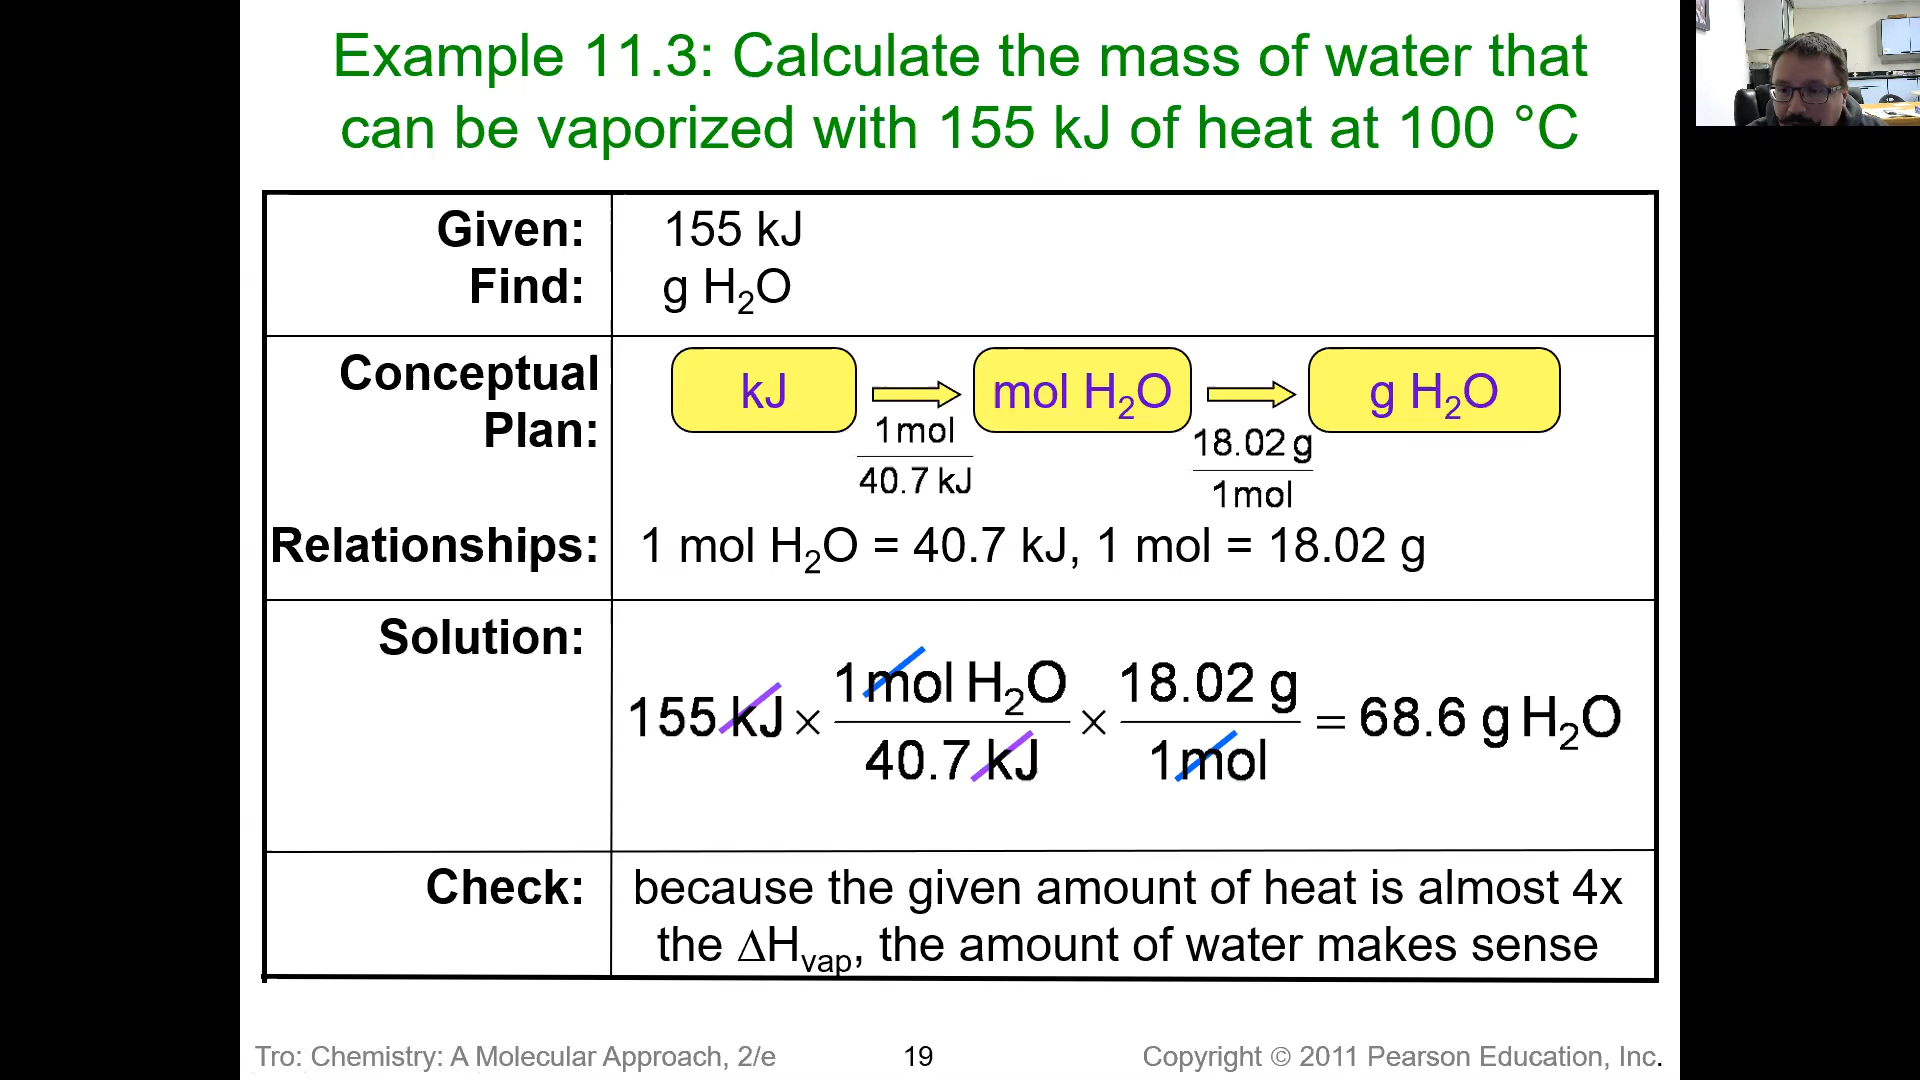 Example 11.3: Calculate the mass of water that
can be vaporized with 155 kJ of heat at 100 °C
Given: 155 kJ
Find: g H₂O
Conceptual
Plan:
kJ mol H₂O g H₂O
1 mol
40.7 kJ
18.02 g
1 mol
Relationships: 1 mol H₂O = 40.7 kJ, 1 mol = 18.02 g
Solution:
155 kJ × 1 mol H₂O / 40.7 kJ × 18.02 g / 1 mol = 68.6 g H₂O
Check: because the given amount of heat is almost 4x
the ΔHvap, the amount of water makes sense
Tro: Chemistry: A Molecular Approach, 2/e 19 Copyright © 2011 Pearson Education, Inc.